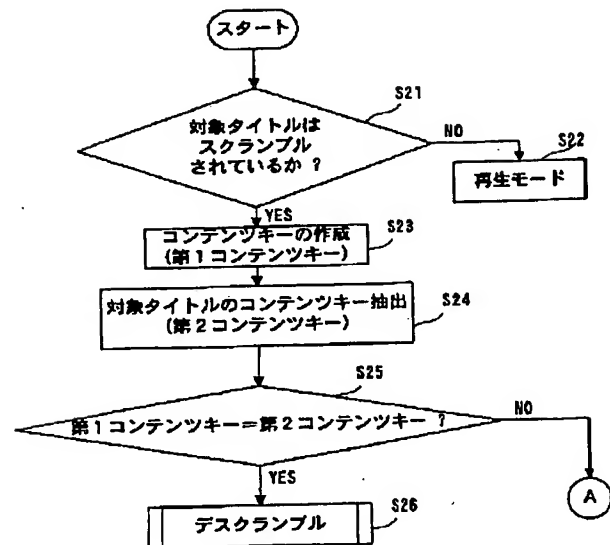 スタート
S21
対象タイトルは
スクランブル
されているか ?
NO
S22
再生モード
YES
S23
コンテンツキーの作成
(第1コンテンツキー)
S24
対象タイトルのコンテンツキー抽出
(第2コンテンツキー)
S25
第1コンテンツキー=第2コンテンツキー ?
NO
YES
A
S26
デスクランブル